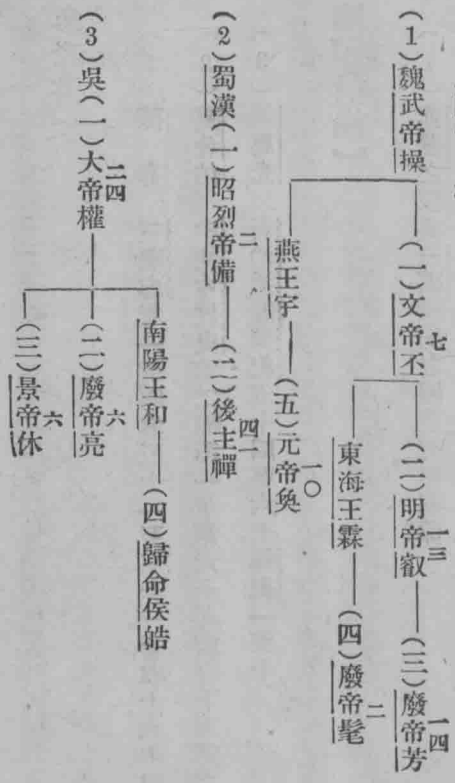 （1）魏武帝操
（一）文帝丕七
（二）明帝叡一三
（三）廢帝芳一四
東海王霖
（四）廢帝髦二
燕王宇
（五）元帝奐一〇
（2）蜀漢（一）昭烈帝備二
（二）後主禪四一
（3）吳（一）大帝權二四
南陽王和
（四）歸命侯皓
（二）廢帝亮六
（三）景帝休六